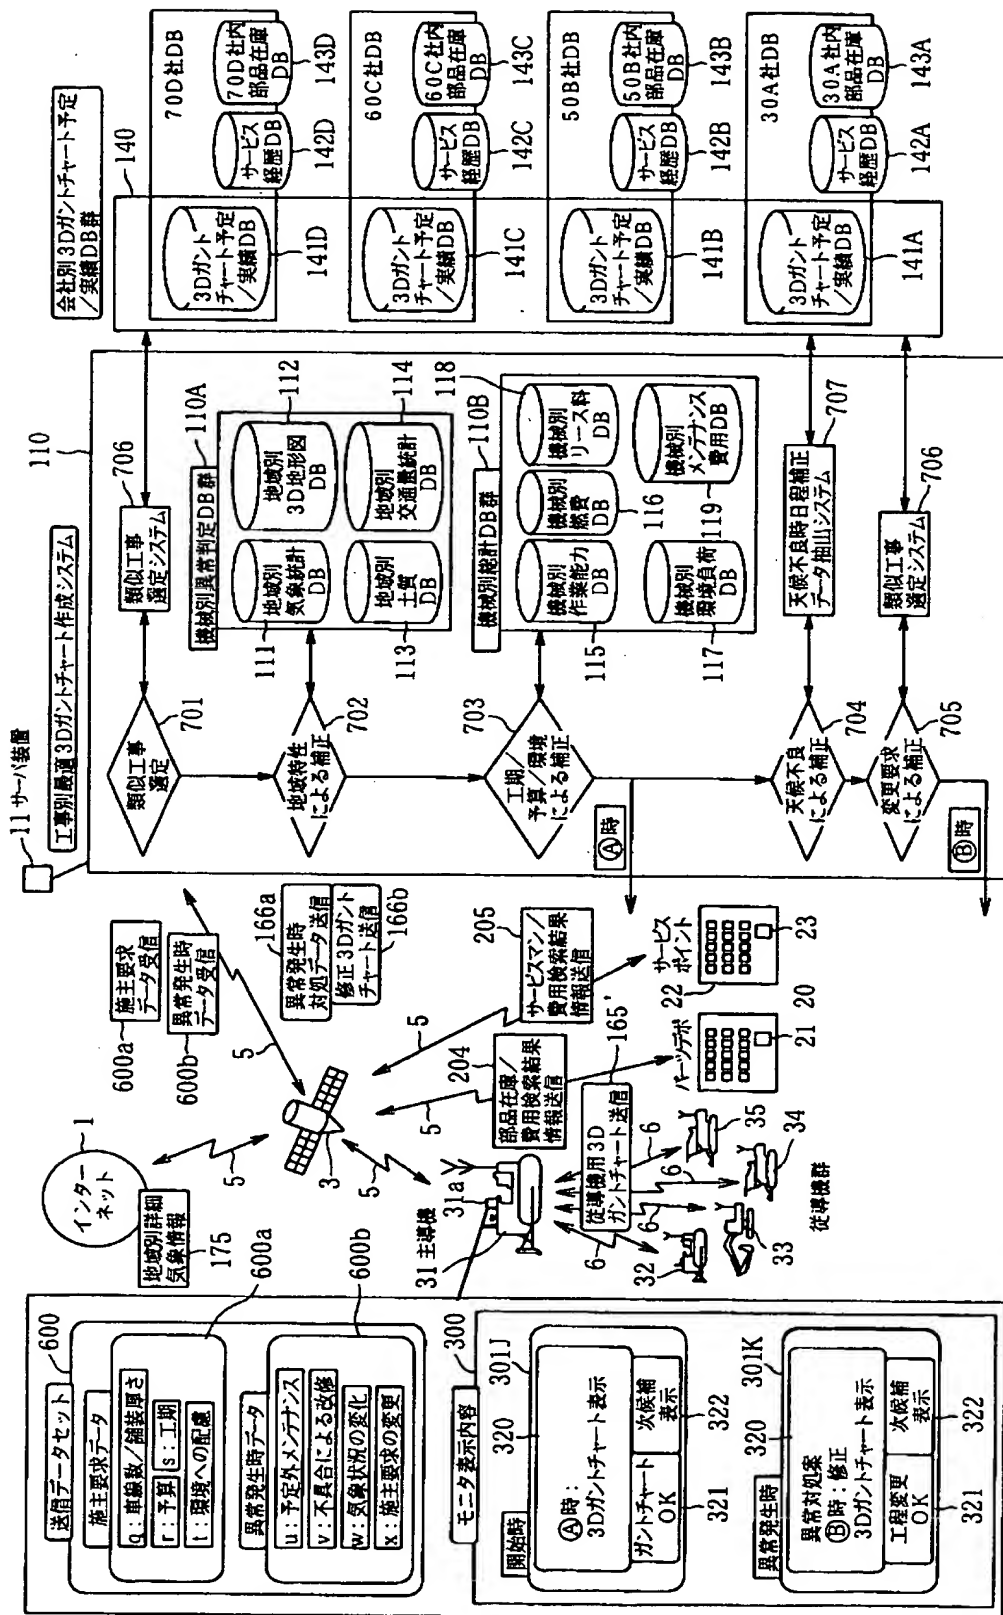 11 サーバ装置
110
工事別最適3Dガントチャート作成システム
706
類似工事
選定システム
類似工事
選定
701
110A
機械別異常判定DB群
地域別
気象統計
DB
111
地域別
3D地形図
DB
112
地域別
土質
DB
113
地域別
交通量統計
DB
114
地域特性
による補正
702
110B
機械別総計DB群
118
機械別
作業能力
DB
115
機械別
燃費
DB
116
機械別
リース料
DB
機械別
環境負荷
DB
117
機械別
メンテナンス
費用DB
119
工期/
予算/環境
による補正
703
Ⓐ時
天候不良時日程補正
データ抽出システム
707
天候不良
による補正
704
類似工事
選定システム
706
変更要求
による補正
705
Ⓑ時
会社別3Dガントチャート予定
/実績DB群
140
70D社DB
3Dガント
チャート予定
/実績DB
141D
サービス
経歴DB
142D
70D社内
部品在庫
DB
143D
60C社DB
3Dガント
チャート予定
/実績DB
141C
サービス
経歴DB
142C
60C社内
部品在庫
DB
143C
50B社DB
3Dガント
チャート予定
/実績DB
141B
サービス
経歴DB
142B
50B社内
部品在庫
DB
143B
30A社DB
3Dガント
チャート予定
/実績DB
141A
サービス
経歴DB
142A
30A社内
部品在庫
DB
143A
インター
ネット
1
地域別詳細
気象情報
175
5
3
5
600a
施主要求
データ受信
600b
異常発生時
データ受信
5
166a
異常発生時
対処データ送信
修正3Dガント
チャート送信
166b
205
サービスマン/
費用検索結果
情報送信
5
204
部品在庫/
費用検索結果
情報送信
5
31主導機
31a
165'
従導機用3D
ガントチャート送信
6
6
6
6
32
33
34
35
従導機群
パーツデポ
21
20
サービス
ポイント
22
23
600
送信データセット
施主要求データ
q:車線数/舗装厚さ
r:予算
s:工期
t:環境への配慮
600a
異常発生時データ
u:予定外メンテナンス
v:不具合による改修
w:気象状況の変化
x:施主要求の変更
600b
300
モニタ表示内容
開始時
320
301J
Ⓐ時:
3Dガントチャート表示
ガントチャート
OK
321
次候補
表示
322
異常発生時
320
301K
異常対処案
Ⓑ時:修正
3Dガントチャート表示
工程変更
OK
321
次候補
表示
322